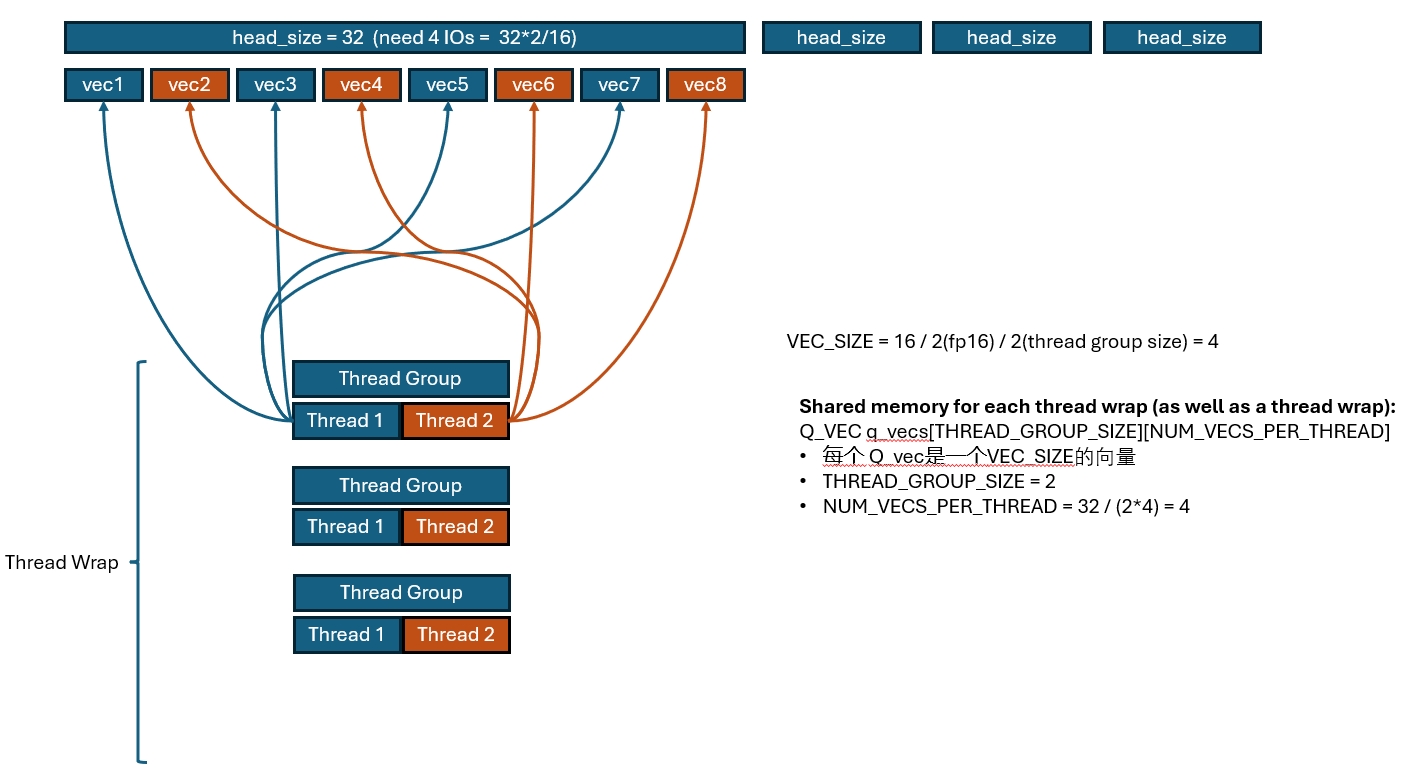 head_size = 32  (need 4 IOs =  32*2/16)
head_size
head_size
head_size
vec1
vec2
vec3
vec4
vec5
vec6
vec7
vec8
VEC_SIZE = 16 / 2(fp16) / 2(thread group size) = 4
Thread Group
Thread 1
Thread 2
Shared memory for each thread wrap (as well as a thread wrap):
Q_VEC q_vecs[THREAD_GROUP_SIZE][NUM_VECS_PER_THREAD]
• 每个 Q_vec是一个VEC_SIZE的向量
• THREAD_GROUP_SIZE = 2
• NUM_VECS_PER_THREAD = 32 / (2*4) = 4
Thread Group
Thread 1
Thread 2
Thread Wrap
Thread Group
Thread 1
Thread 2